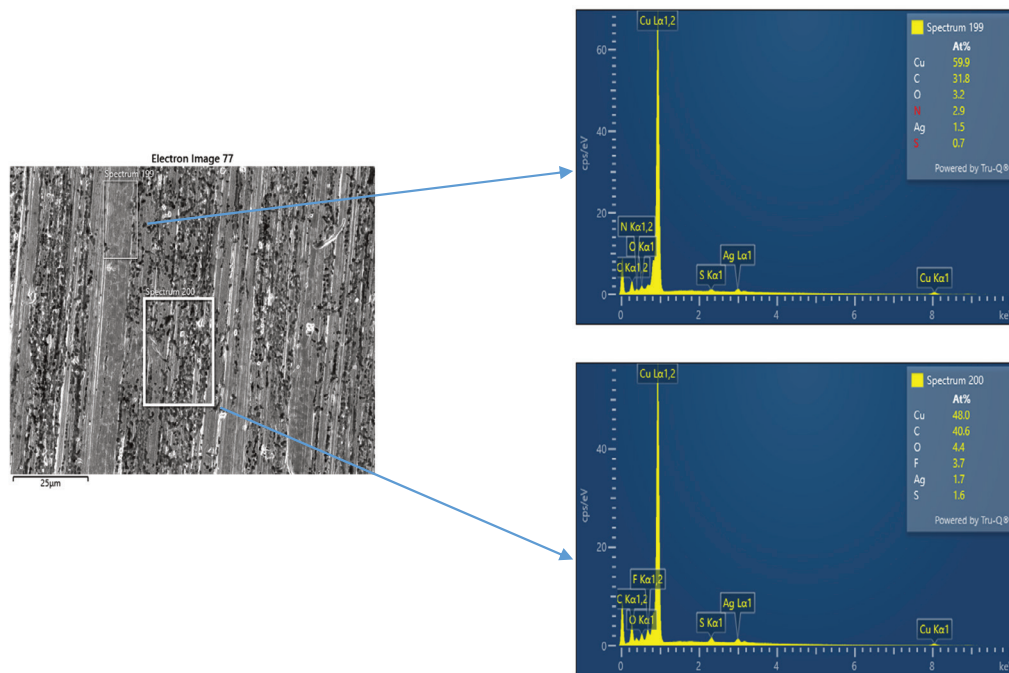 Electron Image 77
Spectrum 199
Spectrum 200
25μm
Cu Lα1,2
Spectrum 199
At%
Cu 59.9
C 31.8
O 3.2
N 2.9
Ag 1.5
S 0.7
Powered by Tru-Q®
60
40
20
0
cps/eV
N Kα1,2
O Kα1
C Kα1,2
S Kα1
Ag Lα1
Cu Kα1
0 2 4 6 8 ke
Cu Lα1,2
Spectrum 200
At%
Cu 48.0
C 40.6
O 4.4
F 3.7
Ag 1.7
S 1.6
Powered by Tru-Q®
40
20
0
cps/eV
F Kα1,2
C Kα1,2
O Kα1
S Kα1
Ag Lα1
Cu Kα1
0 2 4 6 8 ke